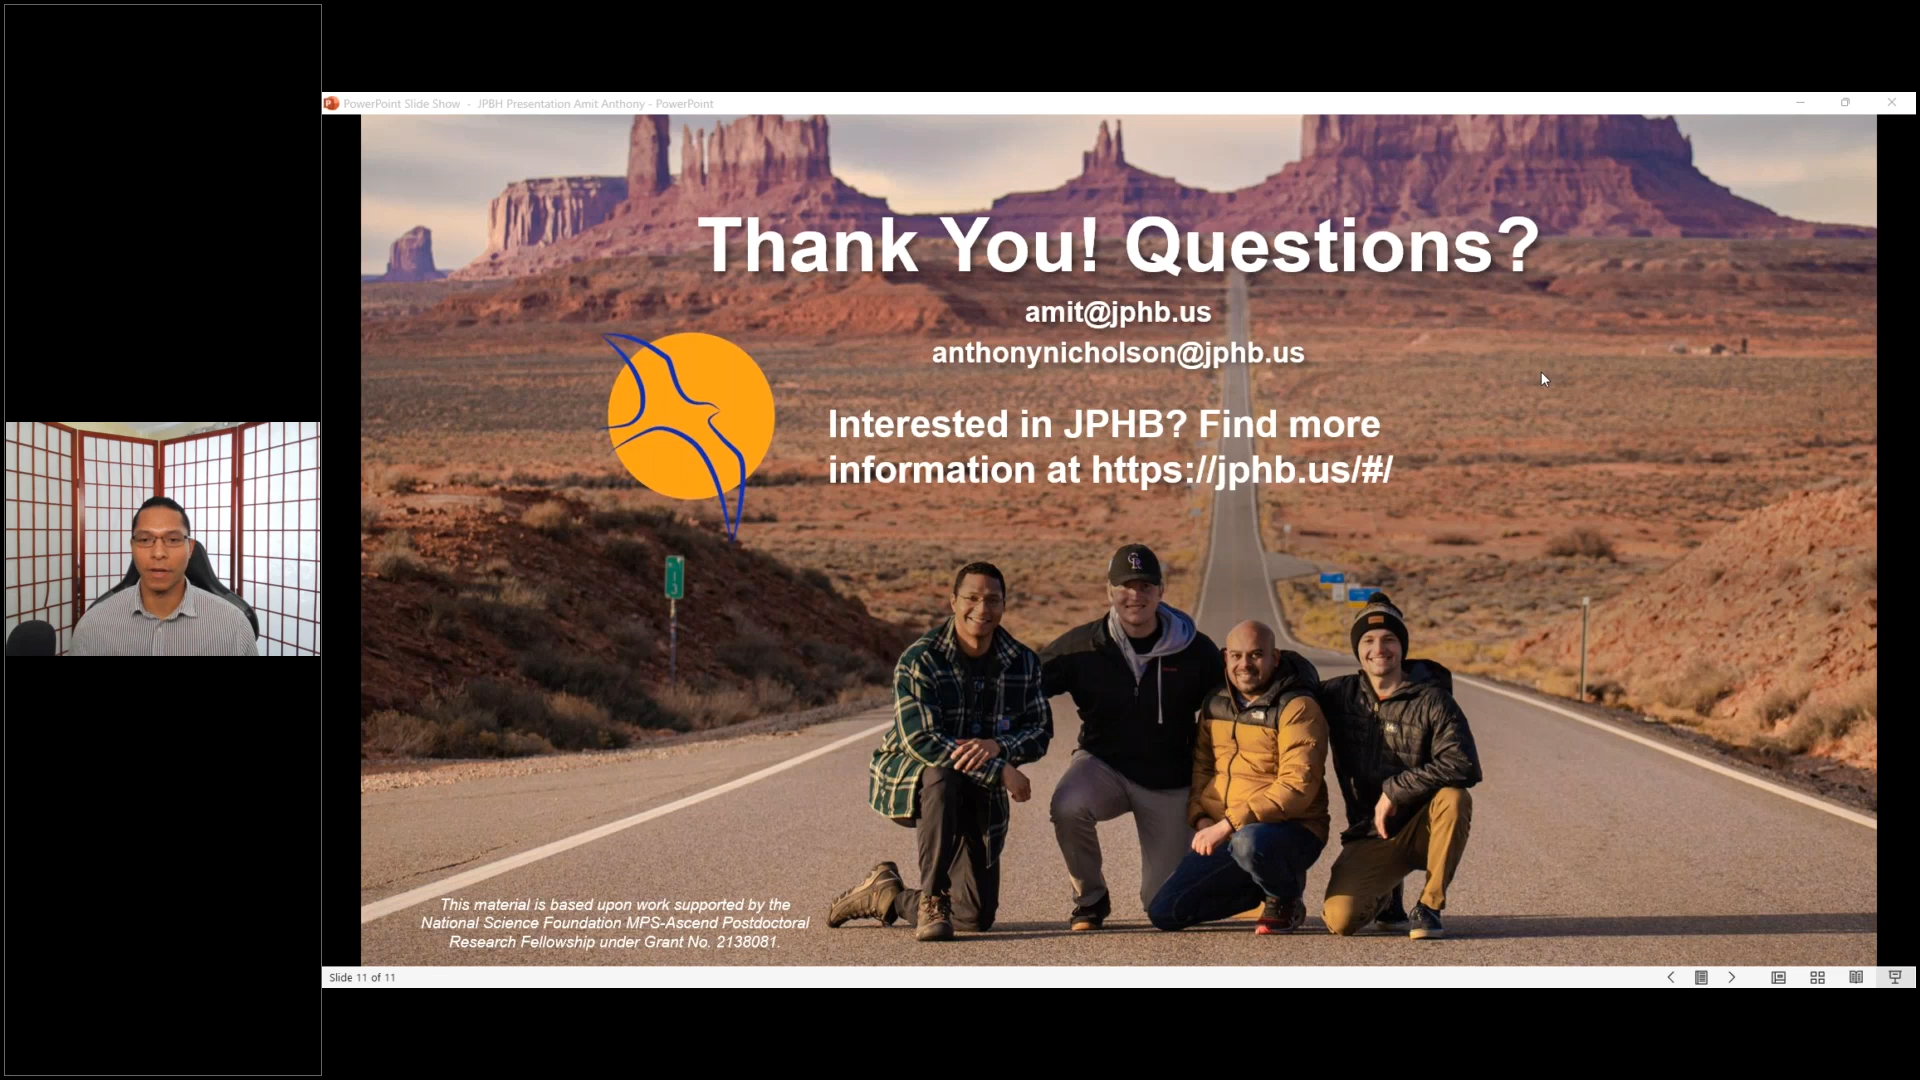 PowerPoint Slide Show - JPBH Presentation Amit Anthony - PowerPoint
Thank You! Questions?
amit@jphb.us
anthonynicholson@jphb.us
Interested in JPHB? Find more
information at https://jphb.us/#/
CR
13
This material is based upon work supported by the
National Science Foundation MPS-Ascend Postdoctoral
Research Fellowship under Grant No. 2138081.
Slide 11 of 11